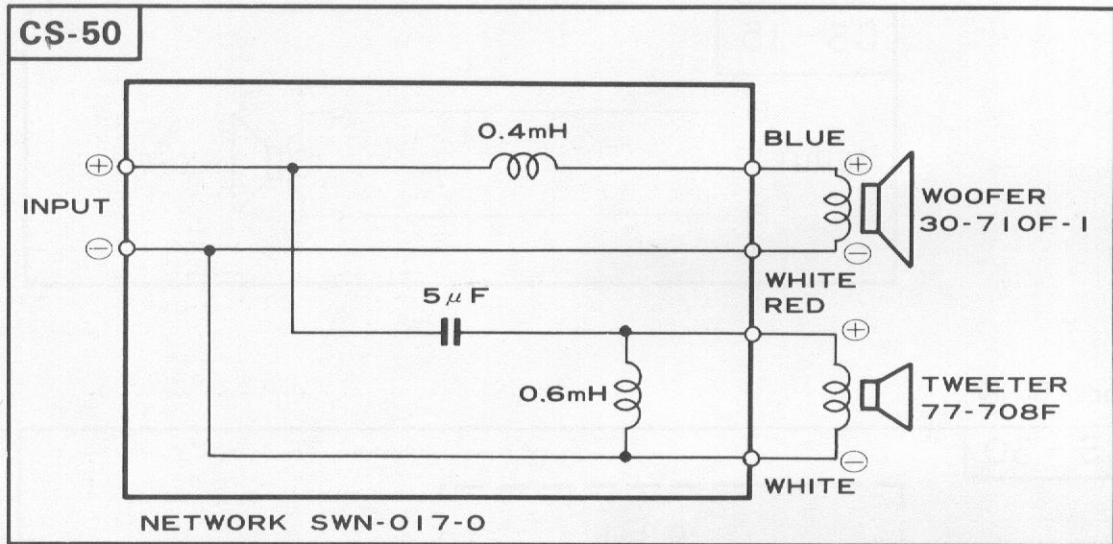 CS-50
0.4mH
BLUE
⊕
⊕
INPUT
WOOFER
30-710F-1
⊖
⊖
WHITE
RED
5μF
⊕
0.6mH
TWEETER
77-708F
⊖
WHITE
NETWORK SWN-017-0